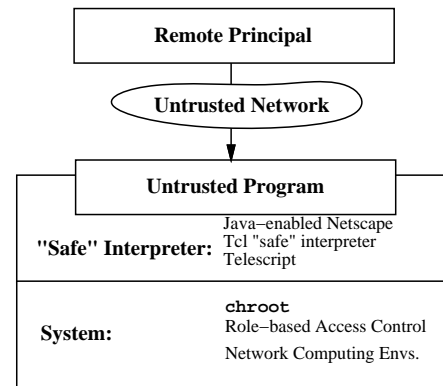 Remote Principal
Untrusted Network
Untrusted Program
Java−enabled Netscape
"Safe" Interpreter: Tcl "safe" interpreter
Telescript
chroot
System: Role−based Access Control
Network Computing Envs.